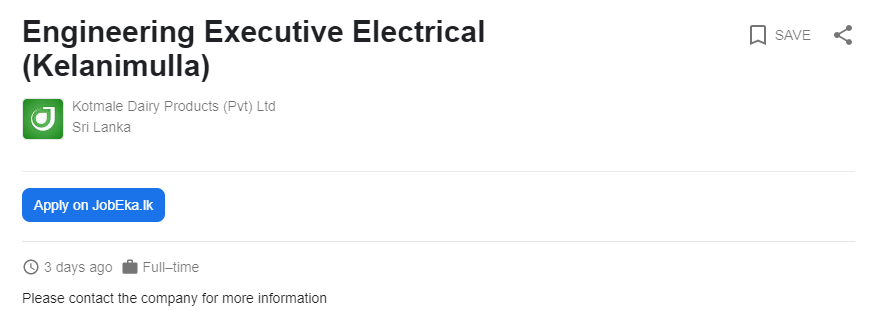 Engineering Executive Electrical
(Kelanimulla)
SAVE
Kotmale Dairy Products (Pvt) Ltd
Sri Lanka
Apply on JobEka.lk
3 days ago Full–time
Please contact the company for more information